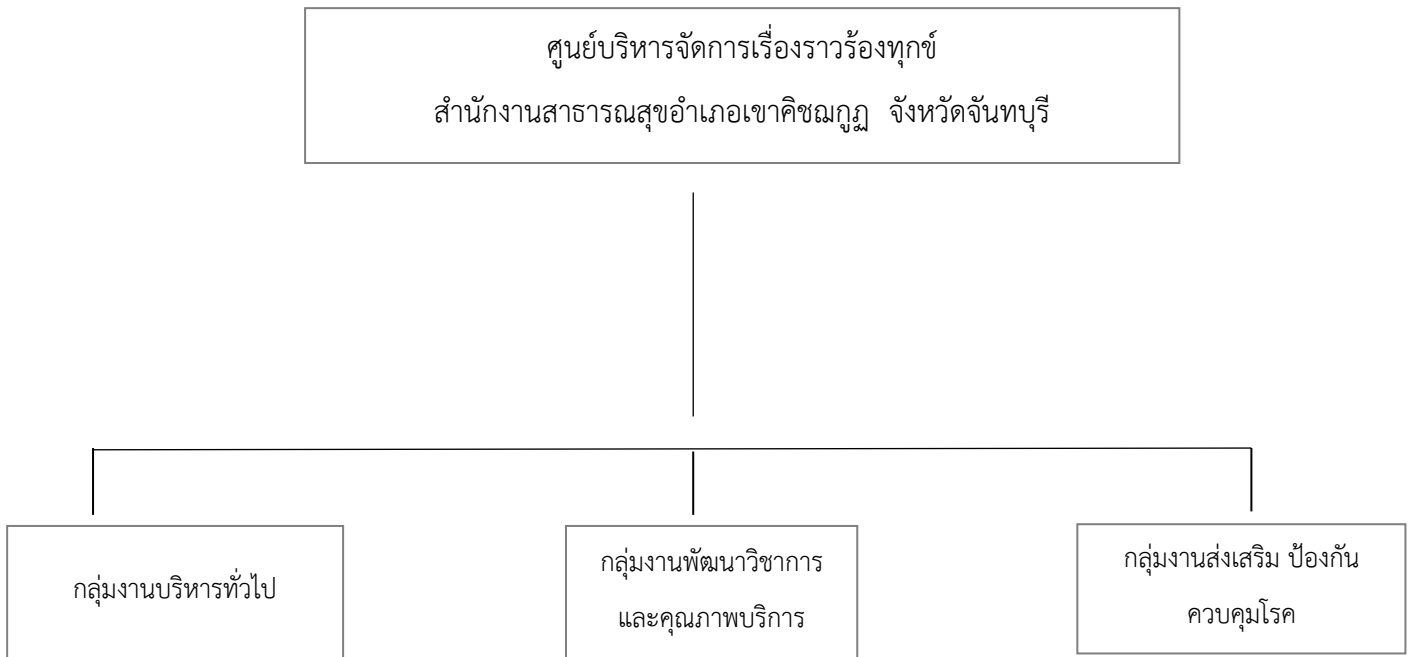 ศูนย์บริหารจัดการเรื่องราวร้องทุกข์
สำนักงานสาธารณสุขอำเภอเขาคิชฌกูฏ จังหวัดจันทบุรี
กลุ่มงานบริหารทั่วไป
กลุ่มงานพัฒนาวิชาการ
และคุณภาพบริการ
กลุ่มงานส่งเสริม ป้องกัน
ควบคุมโรค